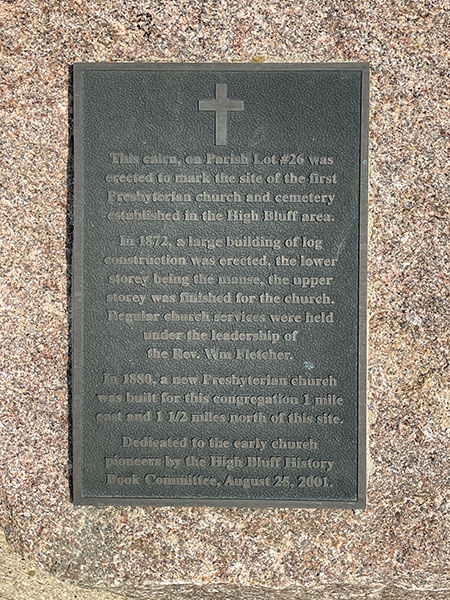 This cairn, on Parish Lot #26 was
erected to mark the site of the first
Presbyterian church and cemetery
established in the High Bluff area.
In 1872, a large building of log
construction was erected, the lower
storey being the manse, the upper
storey was finished for the church.
Regular church services were held
under the leadership of
the Rev. Wm Fletcher.
In 1880, a new Presbyterian church
was built for this congregation 1 mile
east and 1 1/2 miles north of this site.
Dedicated to the early church
pioneers by the High Bluff History
Book Committee, August 25, 2001.